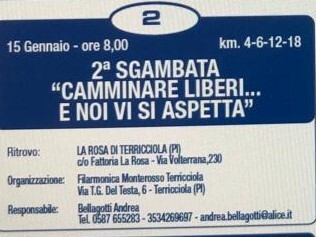 2
15 Gennaio - ore 8,00 km. 4-6-12-18
2ª SGAMBATA
“CAMMINARE LIBERI...
E NOI VI SI ASPETTA”
Ritrovo: LA ROSA DI TERRICCIOLA (PI)
c/o Fattoria La Rosa - Via Volterrana,230
Organizzazione: Filarmonica Monterosso Terricciola
Via T.G. Del Testa, 6 - Terricciola (PI)
Responsabile: Bellagotti Andrea
Tel. 0587 655283 - 3534269697 - andrea.bellagotti@alice.it